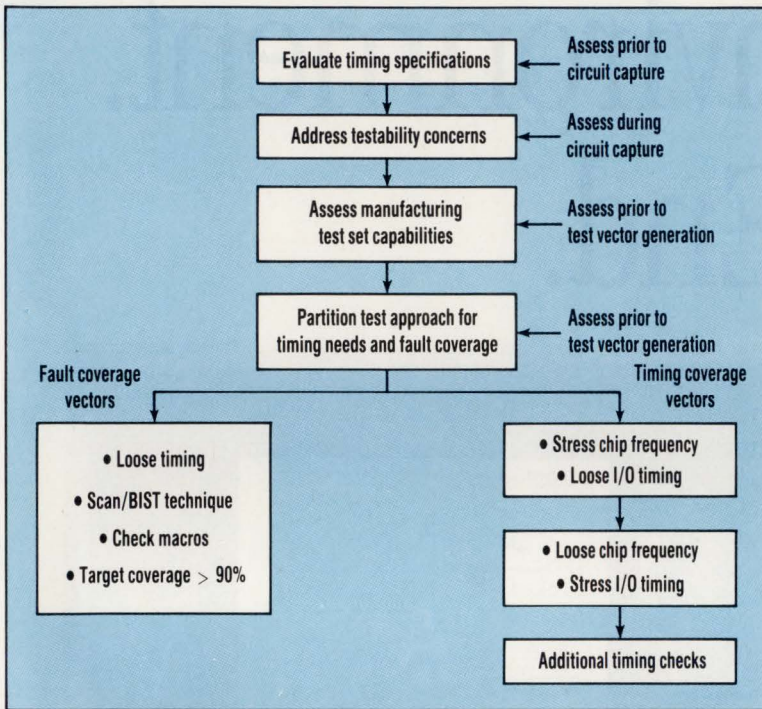 Evaluate timing specifications
Assess prior to
circuit capture
Address testability concerns
Assess during
circuit capture
Assess manufacturing
test set capabilities
Assess prior to
test vector generation
Partition test approach for
timing needs and fault coverage
Assess prior to
test vector generation
Fault coverage
vectors
• Loose timing
• Scan/BIST technique
• Check macros
• Target coverage > 90%
Timing coverage
vectors
• Stress chip frequency
• Loose I/O timing
• Loose chip frequency
• Stress I/O timing
Additional timing checks